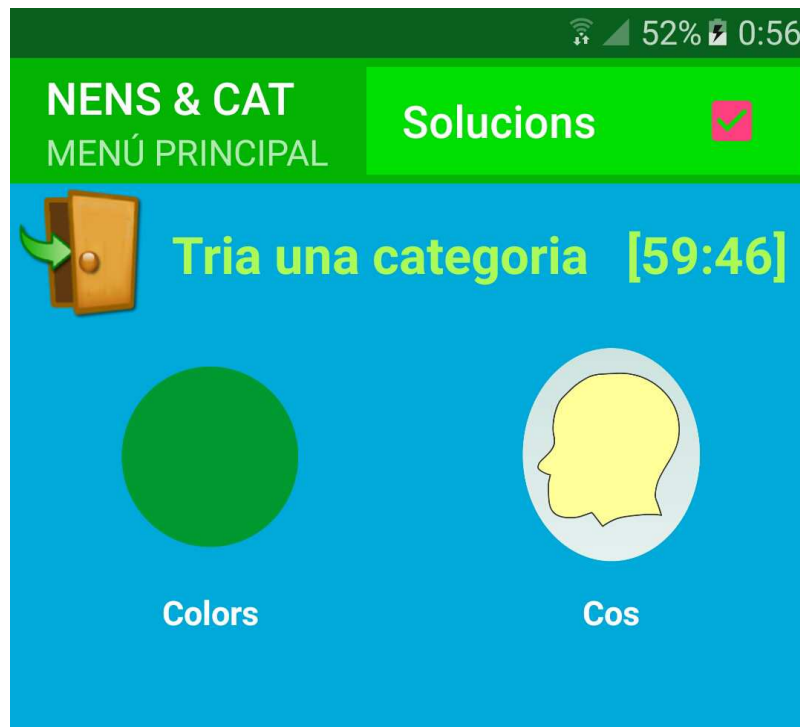 52% 0:56
NENS & CAT
MENÚ PRINCIPAL
Solucions
Tria una categoria [59:46]
Colors
Cos